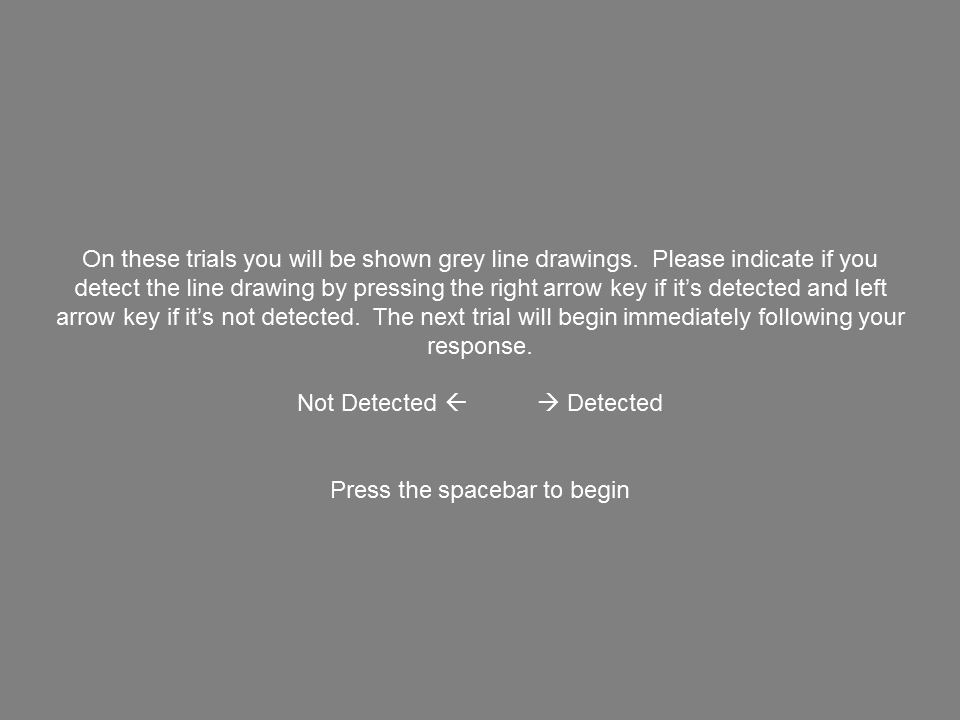 On these trials you will be shown grey line drawings.  Please indicate if you
detect the line drawing by pressing the right arrow key if it’s detected and left
arrow key if it’s not detected.  The next trial will begin immediately following your
response.
Not Detected ←          → Detected
Press the spacebar to begin